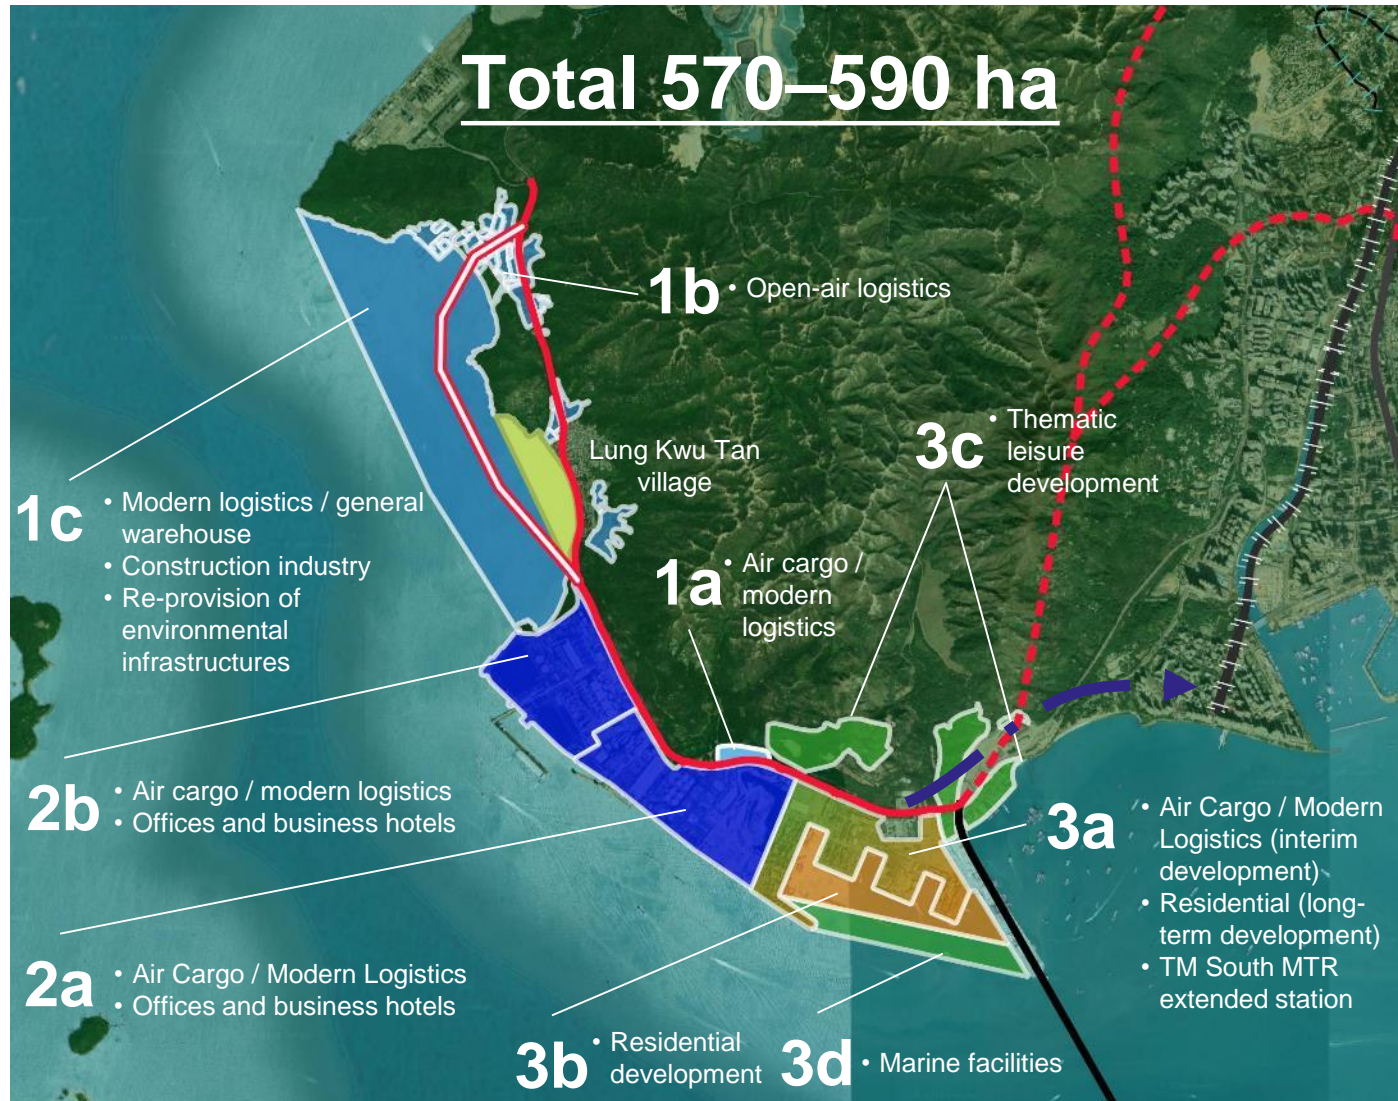 Total 570–590 ha
1b
• Open-air logistics
3c
• Thematic
leisure
development
Lung Kwu Tan
village
1c
• Modern logistics / general
warehouse
• Construction industry
• Re-provision of
environmental
infrastructures
1a
• Air cargo /
modern
logistics
2b
• Air cargo / modern logistics
• Offices and business hotels
3a
• Air Cargo / Modern
Logistics (interim
development)
• Residential (long-
term development)
• TM South MTR
extended station
2a
• Air Cargo / Modern Logistics
• Offices and business hotels
3b
• Residential
development
3d
• Marine facilities